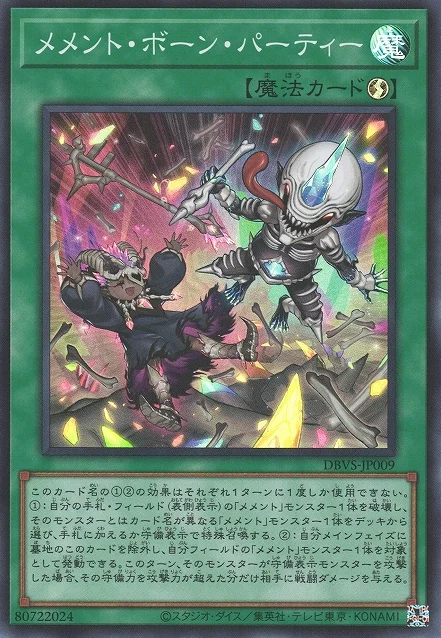 メメント・ボーン・パーティー
魔
【魔法カード】
DBVS-JP009
このカード名の①②の効果はそれぞれ1ターンに1度しか使用できない。
①:自分の手札・フィールド(表側表示)の「メメント」モンスター1体を破壊し、
そのモンスターとはカード名が異なる「メメント」モンスター1体をデッキから
選び、手札に加えるか守備表示で特殊召喚する。②:自分メインフェイズに
墓地のこのカードを除外し、自分フィールドの「メメント」モンスター1体を対象
として発動できる。このターン、そのモンスターが守備表示モンスターを攻撃
した場合、その守備力を攻撃力が超えた分だけ相手に戦闘ダメージを与える。
80722024
©スタジオ・ダイス/集英社・テレビ東京・KONAMI